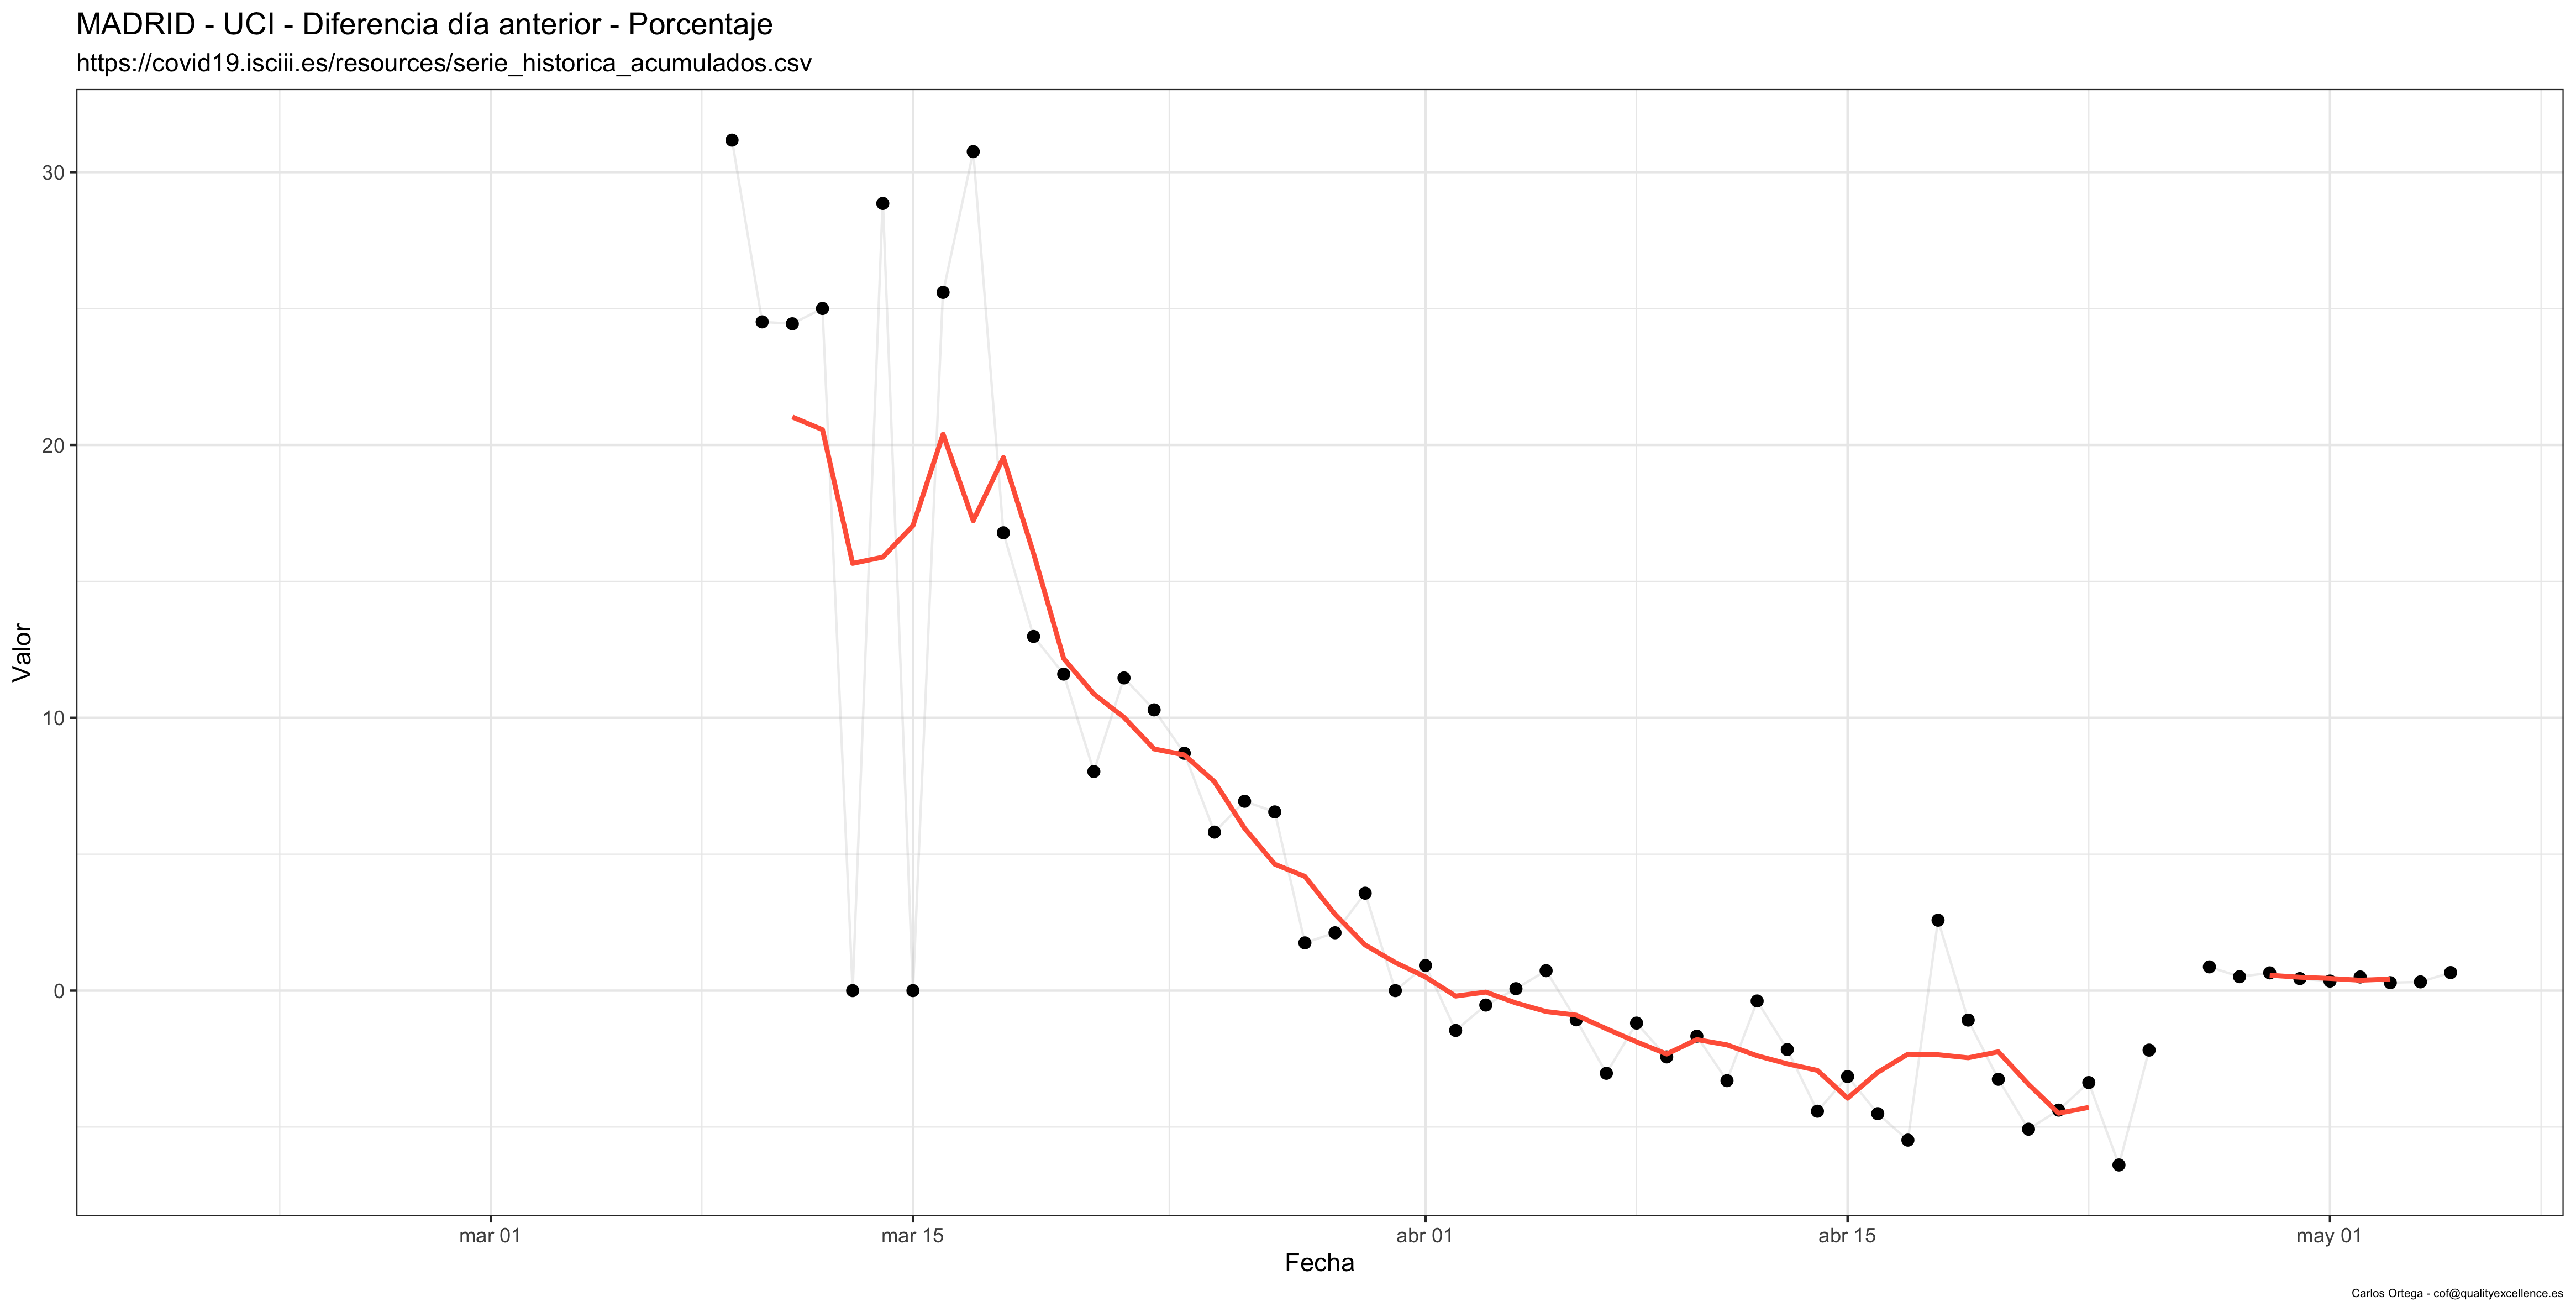 MADRID - UCI - Diferencia día anterior - Porcentaje
https://covid19.isciii.es/resources/serie_historica_acumulados.csv
30
20
10
0
Valor
mar 01
mar 15
abr 01
abr 15
may 01
Fecha
Carlos Ortega - cof@qualityexcellence.es